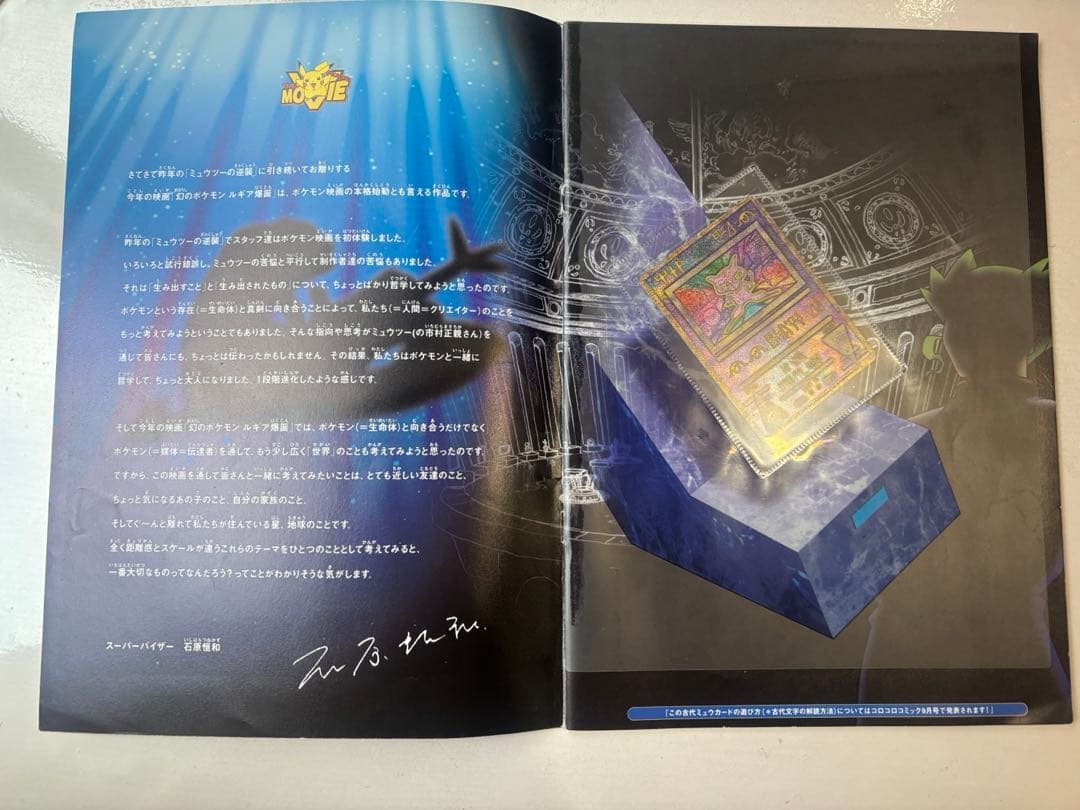 MOVIE
さてさて昨年の「ミュウツーの逆襲」に引き続いてお贈りする
今年の映画「幻のポケモン ルギア爆誕」は、ポケモン映画の本格始動とも言える作品です。
昨年の「ミュウツーの逆襲」でスタッフ達はポケモン映画を初体験しました。
いろいろと試行錯誤し、ミュウツーの苦悩と平行して制作者達の苦悩もありました。
それは「生み出すこと」と「生み出されたもの」について、ちょっとばかり哲学してみようと思ったのです。
ポケモンという存在(=生命体)と真剣に向き合うことによって、私たち(=人間=クリエイター)のことを
もっと考えてみようということでもありました。そんな指向や思考がミュウツー(の市村正親さん)を
通じて皆さんにも、ちょっとは伝わったかもしれません。その結果、私たちはポケモンと一緒に
哲学して、ちょっと大人になりました。1段階進化したような感じです。
そして今年の映画「幻のポケモン ルギア爆誕」では、ポケモン(=生命体)と向き合うだけでなく
ポケモン(=媒体=伝達者)を通して、もう少し広く「世界」のことも考えてみようと思ったのです。
ですから、この映画を通して皆さんと一緒に考えてみたいことは、とても近しい友達のこと、
ちょっと気になるあの子のこと、自分の家族のこと、
そしてぐ〜んと離れて私たちが住んでいる星、地球のことです。
全く距離感とスケールが違うこれらのテーマをひとつのこととして考えてみると、
一番大切なものってなんだろう?ってことがわかりそうな気がします。
スーパーバイザー 石原恒和
「この古代ミュウカードの遊び方(＊古代文字の解読方法)についてはコロコロコミック9月号で発表されます!」